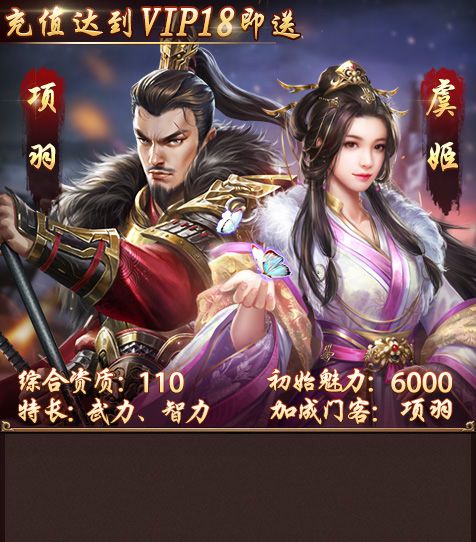 充值达到VIP18即送
项羽
虞姬
综合资质：110
初始魅力：6000
特长：武力、智力
加成门客：项羽